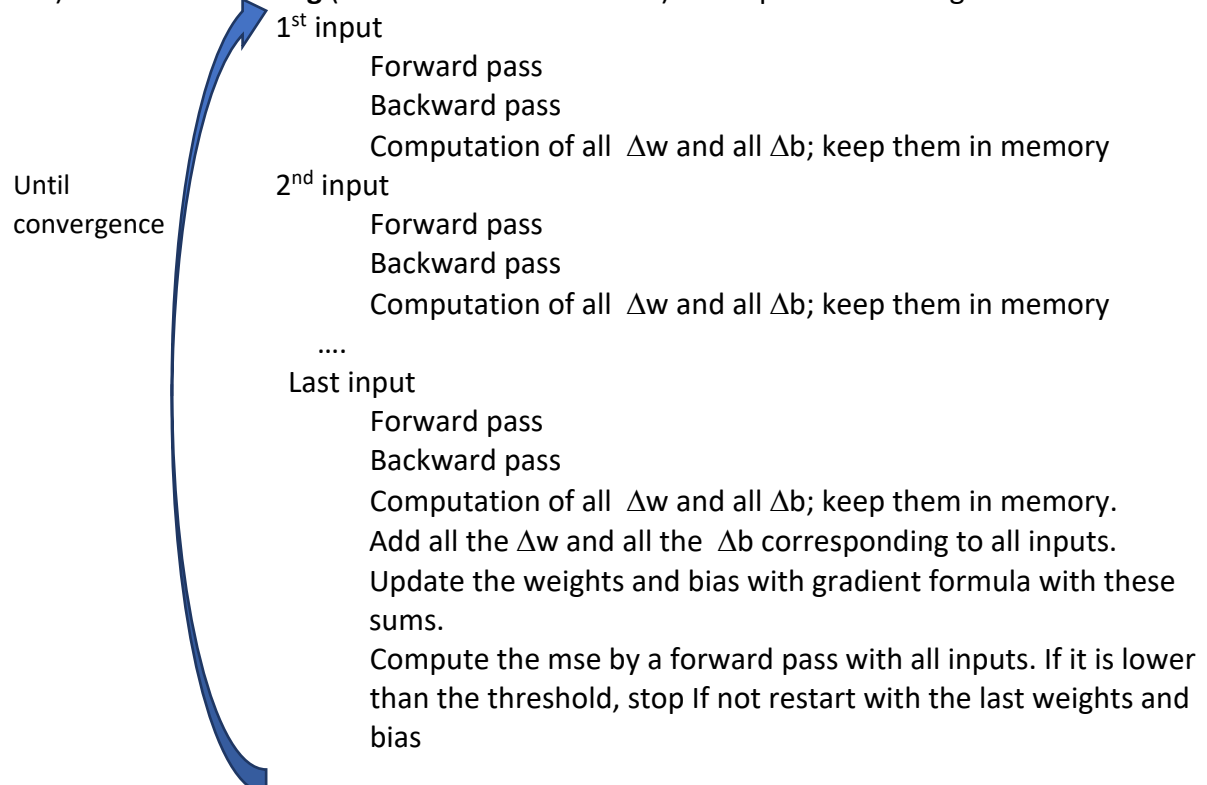 g (
1st input
Forward pass
Backward pass
Computation of all Δw and all Δb; keep them in memory
Until
convergence
2nd input
Forward pass
Backward pass
Computation of all Δw and all Δb; keep them in memory
....
Last input
Forward pass
Backward pass
Computation of all Δw and all Δb; keep them in memory.
Add all the Δw and all the Δb corresponding to all inputs.
Update the weights and bias with gradient formula with these
sums.
Compute the mse by a forward pass with all inputs. If it is lower
than the threshold, stop If not restart with the last weights and
bias